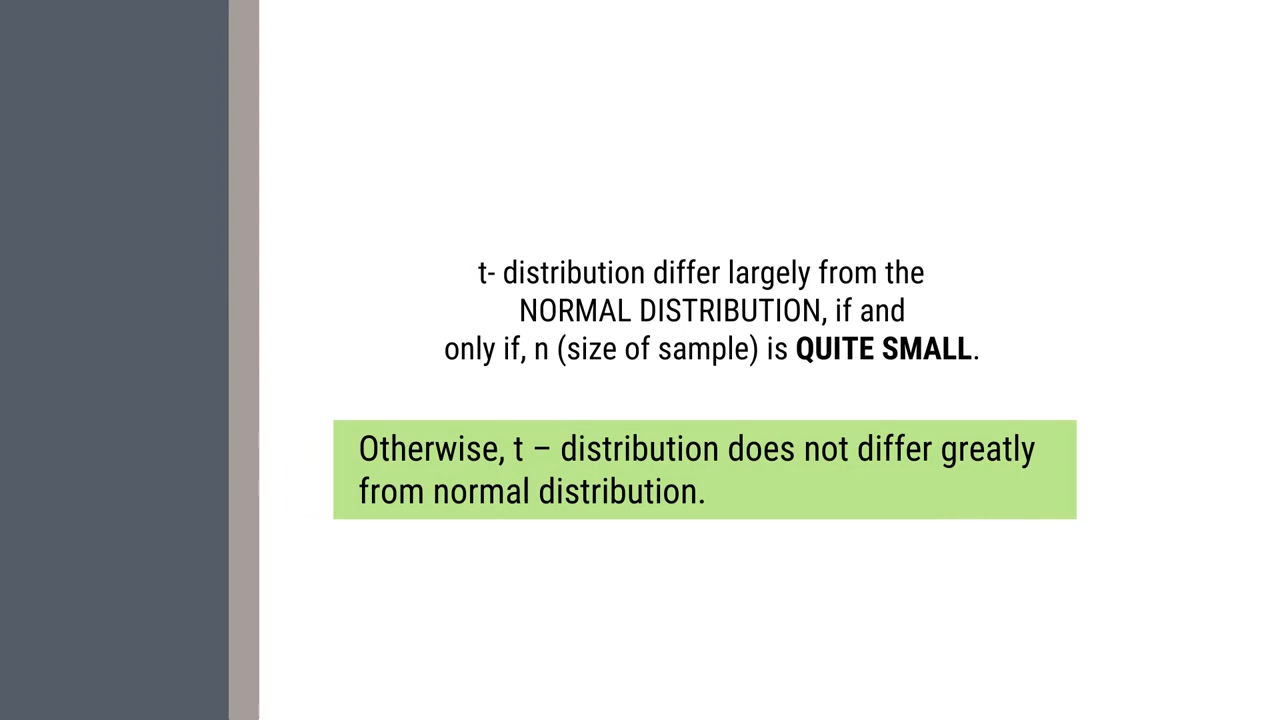 t- distribution differ largely from the
NORMAL DISTRIBUTION, if and
only if, n (size of sample) is QUITE SMALL.
Otherwise, t – distribution does not differ greatly
from normal distribution.